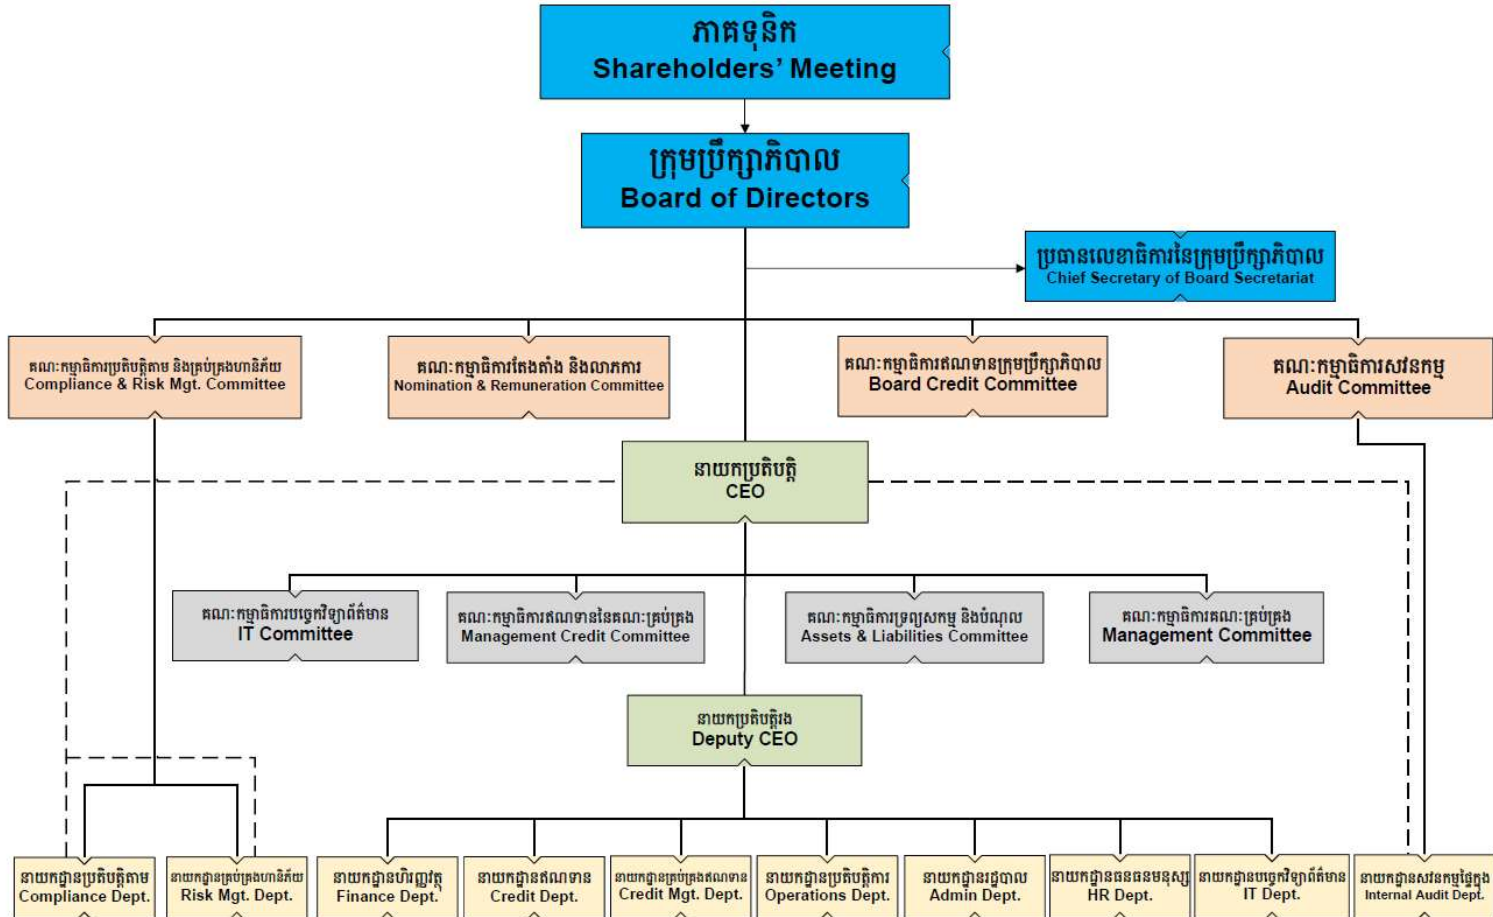 ភាគទុនិក
Shareholders' Meeting
ក្រុមប្រឹក្សាភិបាល
Board of Directors
ប្រធានលេខាធិការនៃក្រុមប្រឹក្សាភិបាល
Chief Secretary of Board Secretariat
គណៈកម្មាធិការប្រតិបត្តិតាម និងគ្រប់គ្រងហានិភ័យ
Compliance & Risk Mgt. Committee
គណៈកម្មាធិការតែងតាំង និងលាភការ
Nomination & Remuneration Committee
គណៈកម្មាធិការឥណទានក្រុមប្រឹក្សាភិបាល
Board Credit Committee
គណៈកម្មាធិការសវនកម្ម
Audit Committee
នាយកប្រតិបត្តិ
CEO
គណៈកម្មាធិការបច្ចេកវិទ្យាព័ត៌មាន
IT Committee
គណៈកម្មាធិការឥណទាននៃគណៈគ្រប់គ្រង
Management Credit Committee
គណៈកម្មាធិការទ្រព្យសកម្ម និងបំណុល
Assets & Liabilities Committee
គណៈកម្មាធិការគណៈគ្រប់គ្រង
Management Committee
នាយកប្រតិបត្តិរង
Deputy CEO
នាយកដ្ឋានប្រតិបត្តិតាម
Compliance Dept.
នាយកដ្ឋានគ្រប់គ្រងហានិភ័យ
Risk Mgt. Dept.
នាយកដ្ឋានហិរញ្ញវត្ថុ
Finance Dept.
នាយកដ្ឋានឥណទាន
Credit Dept.
នាយកដ្ឋានគ្រប់គ្រងឥណទាន
Credit Mgt. Dept.
នាយកដ្ឋានប្រតិបត្តិការ
Operations Dept.
នាយកដ្ឋានរដ្ឋបាល
Admin Dept.
នាយកដ្ឋានធនធនមនុស្ស
HR Dept.
នាយកដ្ឋានបច្ចេកវិទ្យាព័ត៌មាន
IT Dept.
នាយកដ្ឋានសវនកម្មផ្ទៃក្នុង
Internal Audit Dept.